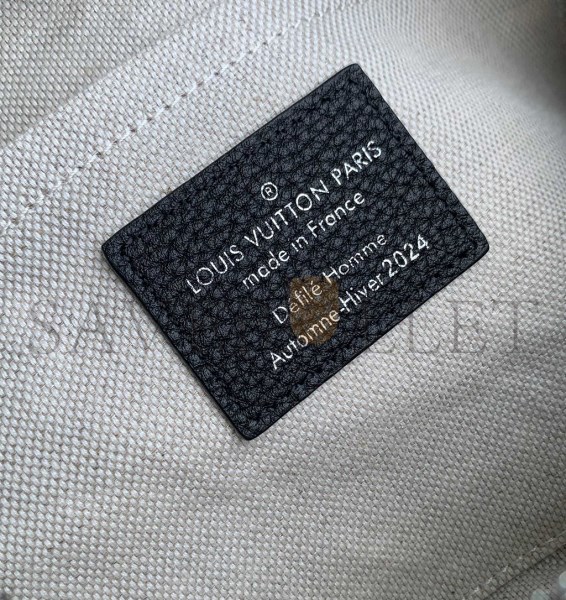 ®
LOUIS VUITTON PARIS
made in France
Défilé Homme
Automne-Hiver 2024